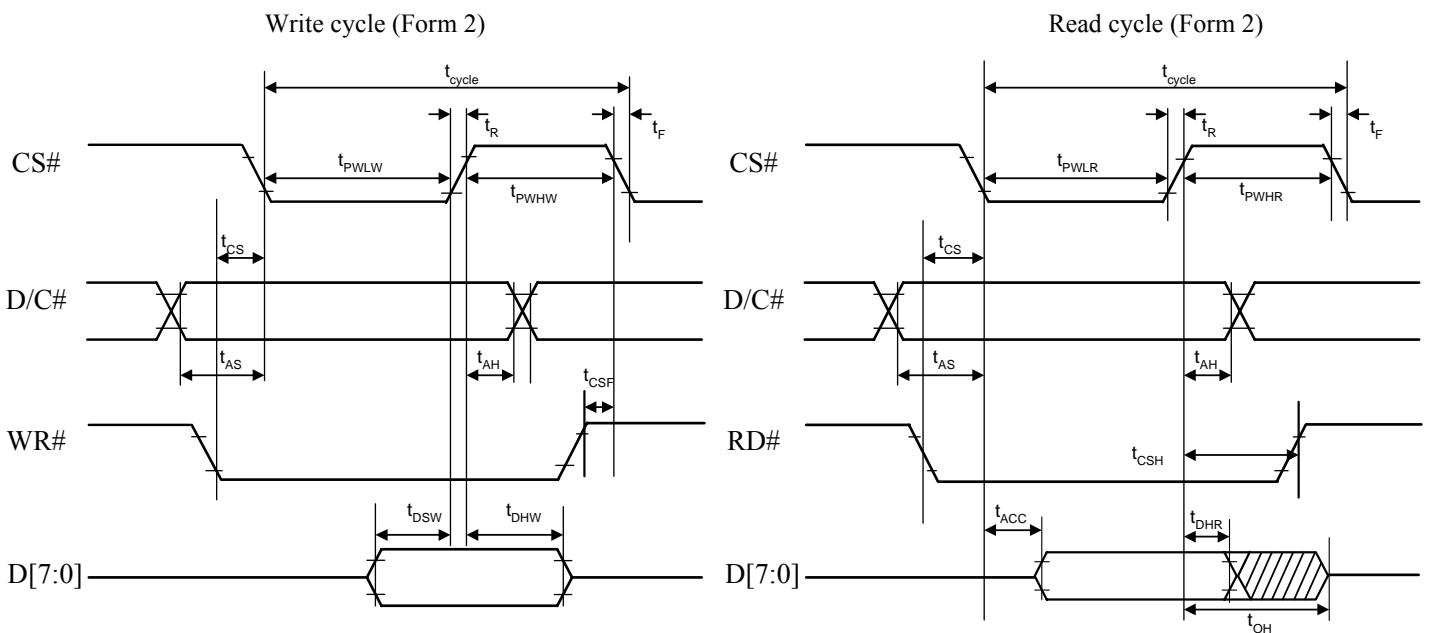 Write cycle (Form 2)
tcycle
tR
tF
CS#
tPWLW
tPWHW
tCS
D/C#
tAS
tAH
tCSF
WR#
tDSW
tDHW
D[7:0]
Read cycle (Form 2)
tcycle
tR
tF
CS#
tPWLR
tPWHR
tCS
D/C#
tAS
tAH
RD#
tCSH
tACC
tDHR
D[7:0]
tOH